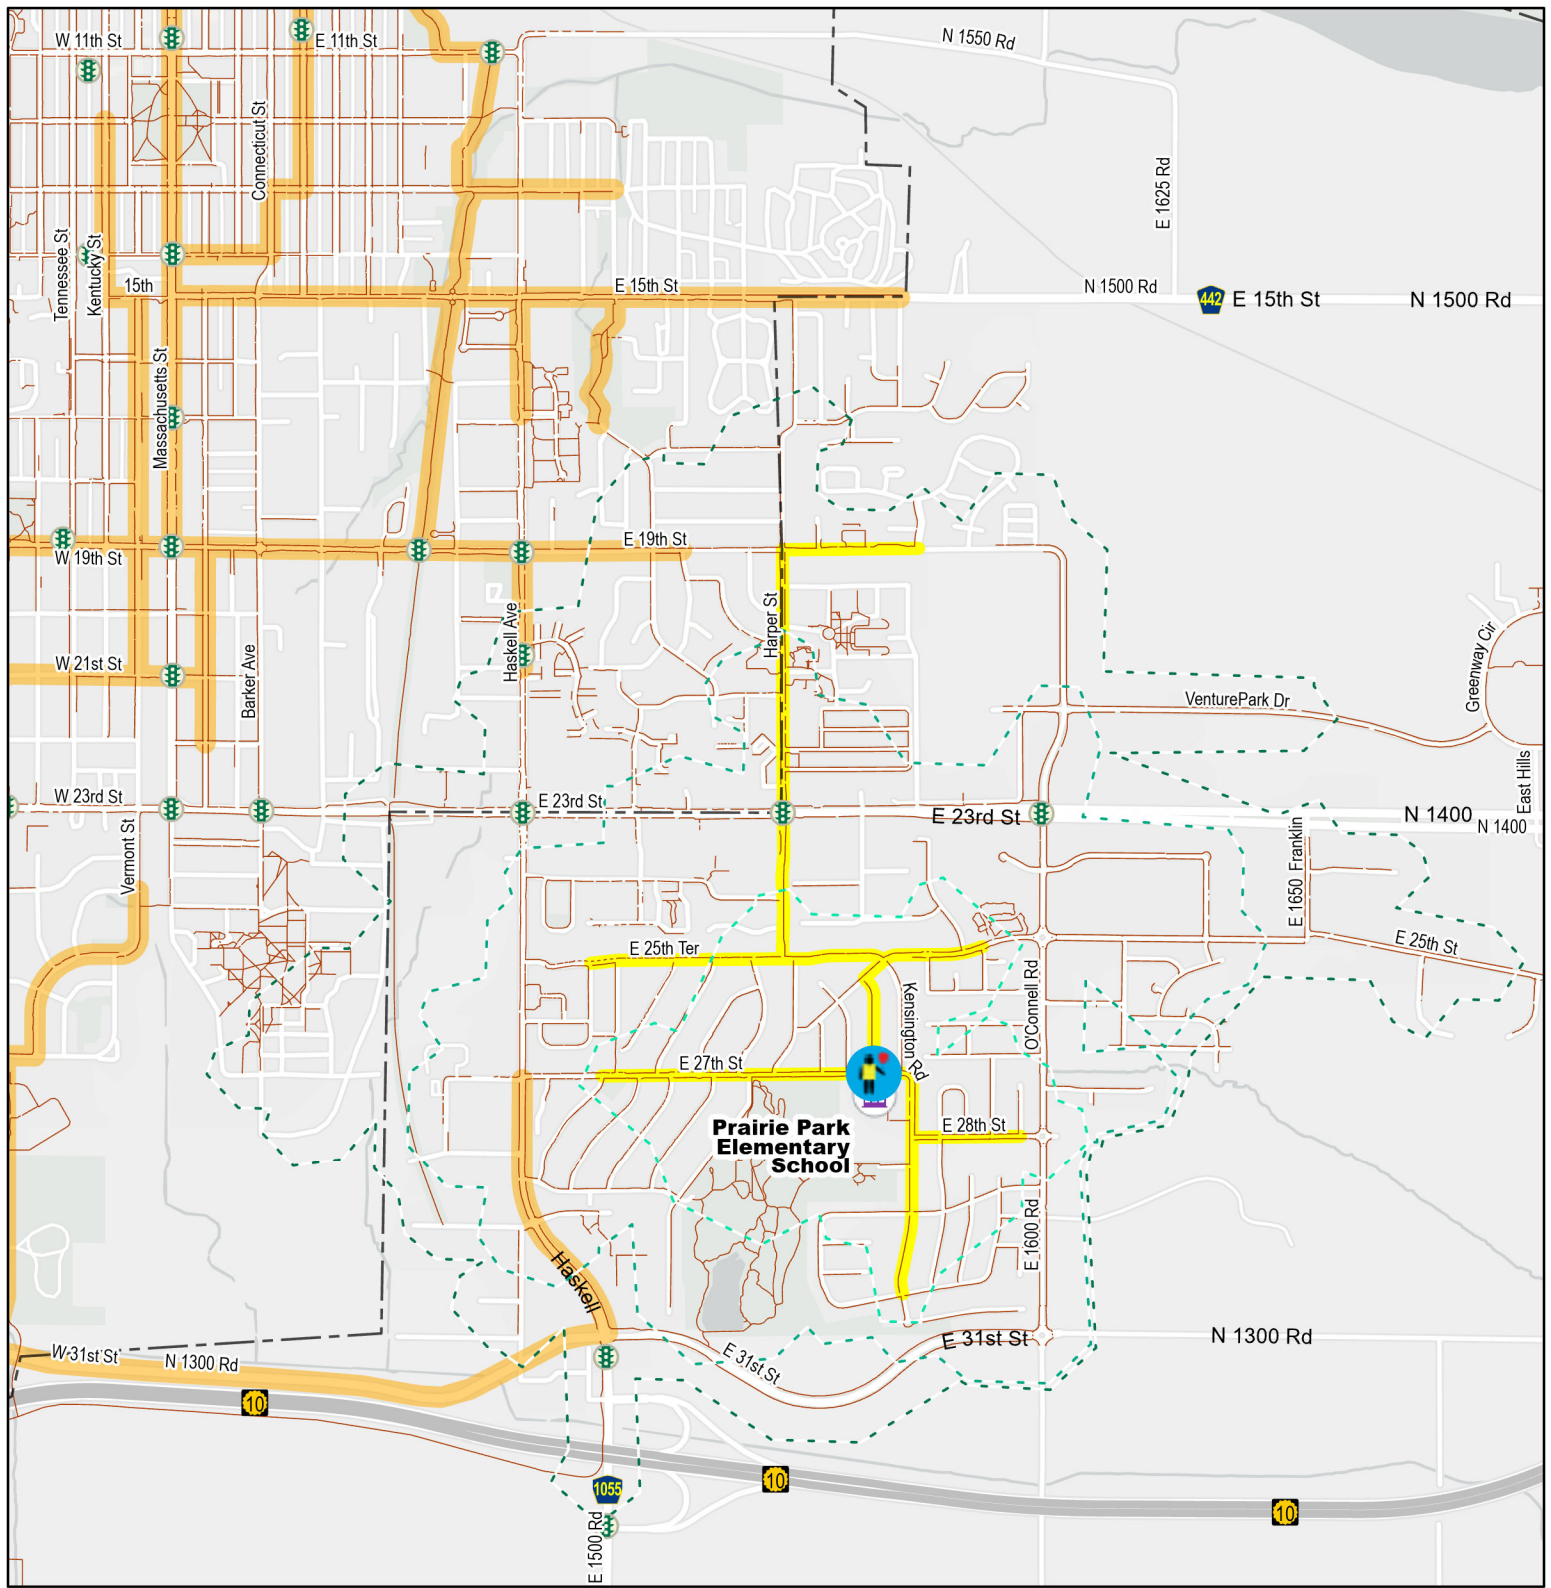 W 11th St
E 11th St
N 1550 Rd
Connecticut St
E 1625 Rd
Tennessee St
Kentucky St
15th
E 15th St
N 1500 Rd
442
E 15th St
N 1500 Rd
Massachusetts St
W 19th St
E 19th St
Haskell Ave
Harper St
W 21st St
Barker Ave
VenturePark Dr
Greenway Cir
East Hills
W 23rd St
E 23rd St
E 23rd St
N 1400
N 1400
Vermont St
E 1650
Franklin
E 25th Ter
E 25th St
Kensington Rd
O'Connell Rd
E 27th St
E 28th St
Prairie Park
Elementary
School
E 1600 Rd
Haskell
W 31st St
N 1300 Rd
E 31st St
E 31st St
N 1300 Rd
10
10
10
1055
E 1500 Rd